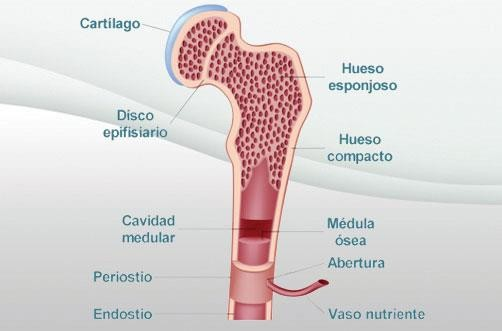 Cartílago
Hueso
esponjoso
Disco
epifisiario
Hueso
compacto
Cavidad
medular
Médula
ósea
Abertura
Periostio
Endostio
Vaso nutriente